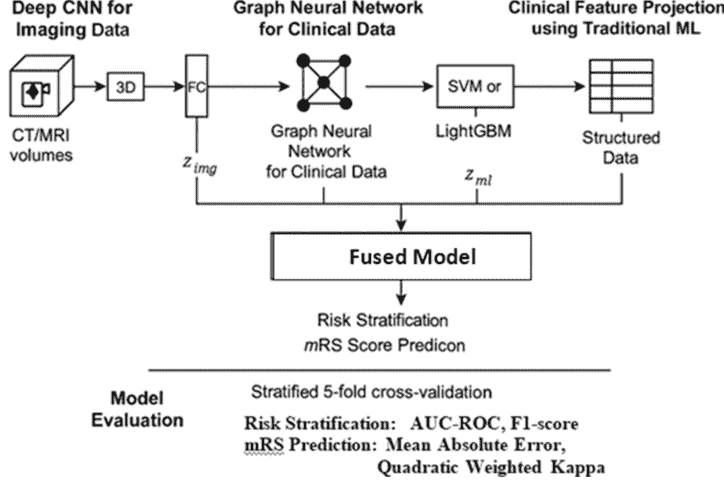 Deep CNN for
Imaging Data
Graph Neural Network
for Clinical Data
Clinical Feature Projection
using Traditional ML
3D
FC
SVM or
CT/MRI
volumes
Graph Neural
Network
for Clinical Data
LightGBM
Structured
Data
z img
z ml
Fused Model
Risk Stratification
mRS Score Predicon
Model
Evaluation
Stratified 5-fold cross-validation
Risk Stratification: AUC-ROC, F1-score
mRS Prediction: Mean Absolute Error,
Quadratic Weighted Kappa